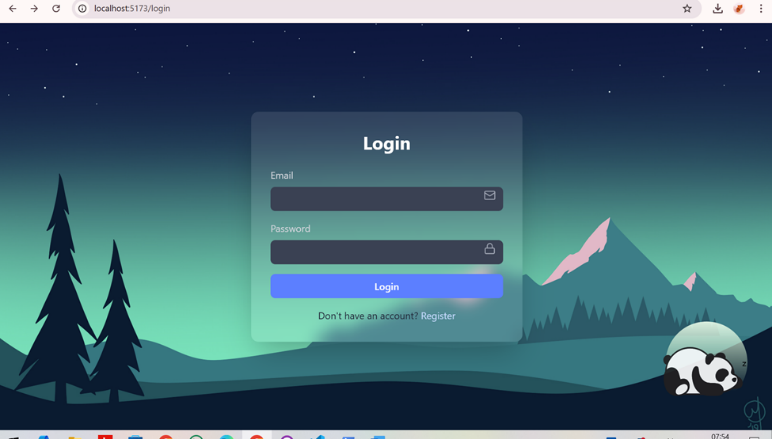 localhost:5173/login
Login
Email
Password
Login
Don't have an account? Register
z
07:54